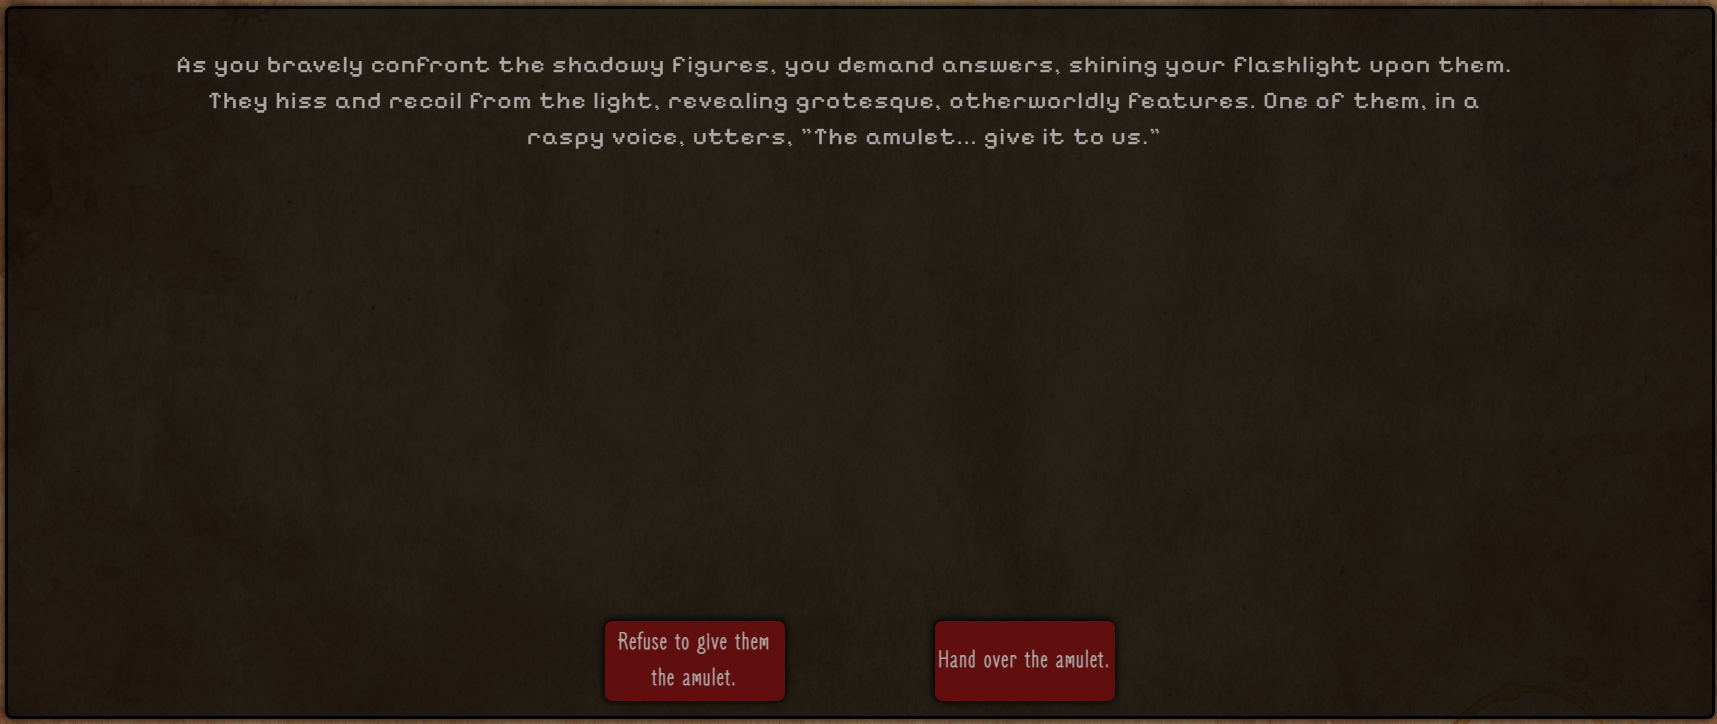 As you bravely confront the shadowy figures, you demand answers, shining your flashlight upon them.
They hiss and recoil from the light, revealing grotesque, otherworldly features. One of them, in a
raspy voice, utters, "The amulet... give it to us."
Refuse to give them
the amulet.
Hand over the amulet.